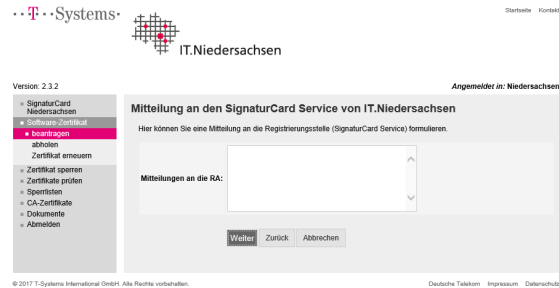 ··T··Systems·
IT.Niedersachsen
Startseite Kontakt
Version: 2.3.2
Angemeldet in: Niedersachsen
SignaturCard
Niedersachsen
Software-Zertifikat
beantragen
abholen
Zertifikat erneuern
Zertifikat sperren
Zertifikate prüfen
Sperrlisten
CA-Zertifikate
Dokumente
Abmelden
Mitteilung an den SignaturCard Service von IT.Niedersachsen
Hier können Sie eine Mitteilung an die Registrierungsstelle (SignaturCard Service) formulieren.
Mitteilungen an die RA:
Weiter Zurück Abbrechen
© 2017 T-Systems International GmbH. Alle Rechte vorbehalten.
Deutsche Telekom Impressum Datenschutz